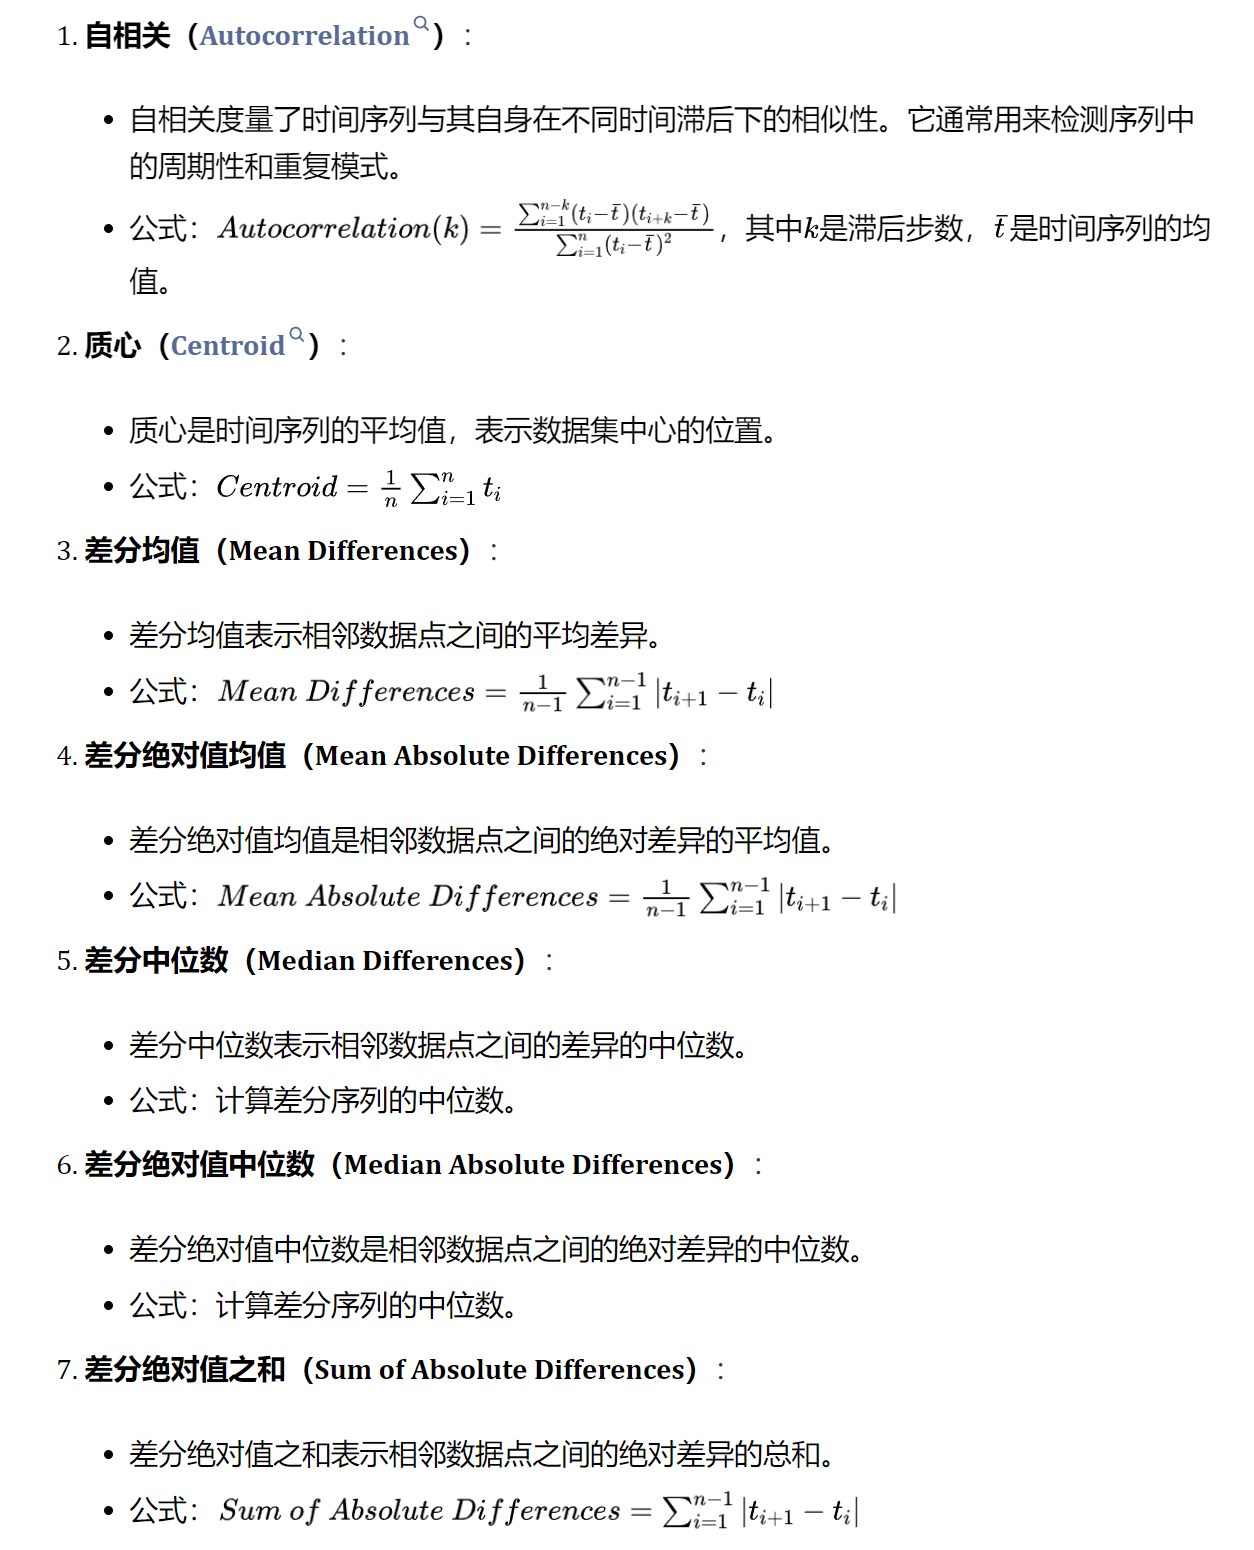 1. 自相关（Autocorrelation）：
• 自相关度量了时间序列与其自身在不同时间滞后下的相似性。它通常用来检测序列中
的周期性和重复模式。
• 公式：$Autocorrelation(k) = \frac{\sum_{i=1}^{n-k}(t_i-\bar{t})(t_{i+k}-\bar{t})}{\sum_{i=1}^{n}(t_i-\bar{t})^2}$，其中$k$是滞后步数，$\bar{t}$是时间序列的均
值。
2. 质心（Centroid）：
• 质心是时间序列的平均值，表示数据集中心的位置。
• 公式：$Centroid = \frac{1}{n}\sum_{i=1}^{n} t_i$
3. 差分均值（Mean Differences）：
• 差分均值表示相邻数据点之间的平均差异。
• 公式：$Mean\ Differences = \frac{1}{n-1}\sum_{i=1}^{n-1}|t_{i+1} - t_i|$
4. 差分绝对值均值（Mean Absolute Differences）：
• 差分绝对值均值是相邻数据点之间的绝对差异的平均值。
• 公式：$Mean\ Absolute\ Differences = \frac{1}{n-1}\sum_{i=1}^{n-1}|t_{i+1} - t_i|$
5. 差分中位数（Median Differences）：
• 差分中位数表示相邻数据点之间的差异的中位数。
• 公式：计算差分序列的中位数。
6. 差分绝对值中位数（Median Absolute Differences）：
• 差分绝对值中位数是相邻数据点之间的绝对差异的中位数。
• 公式：计算差分序列的中位数。
7. 差分绝对值之和（Sum of Absolute Differences）：
• 差分绝对值之和表示相邻数据点之间的绝对差异的总和。
• 公式：$Sum\ of\ Absolute\ Differences = \sum_{i=1}^{n-1}|t_{i+1} - t_i|$